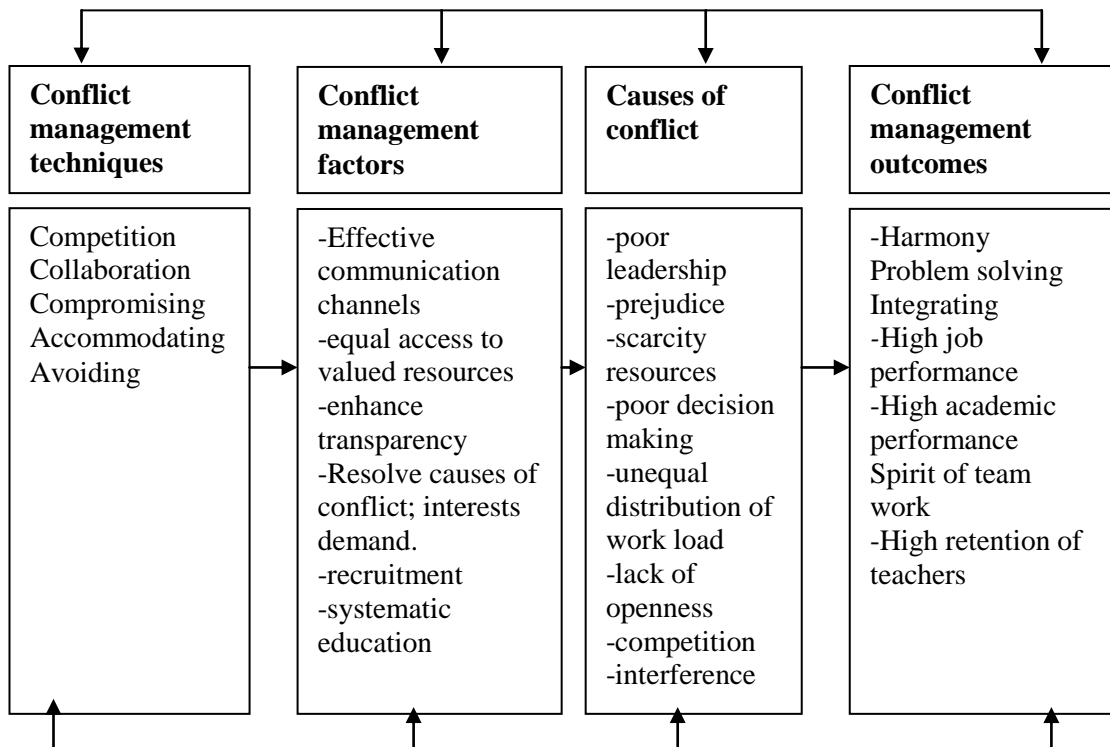 Conflict
management
techniques
Conflict
management
factors
Causes of
conflict
Conflict
management
outcomes
Competition
Collaboration
Compromising
Accommodating
Avoiding
-Effective
communication
channels
-equal access to
valued resources
-enhance
transparency
-Resolve causes of
conflict; interests
demand.
-recruitment
-systematic
education
-poor
leadership
-prejudice
-scarcity
resources
-poor decision
making
-unequal
distribution of
work load
-lack of
openness
-competition
-interference
-Harmony
Problem solving
Integrating
-High job
performance
-High academic
performance
Spirit of team
work
-High retention of
teachers